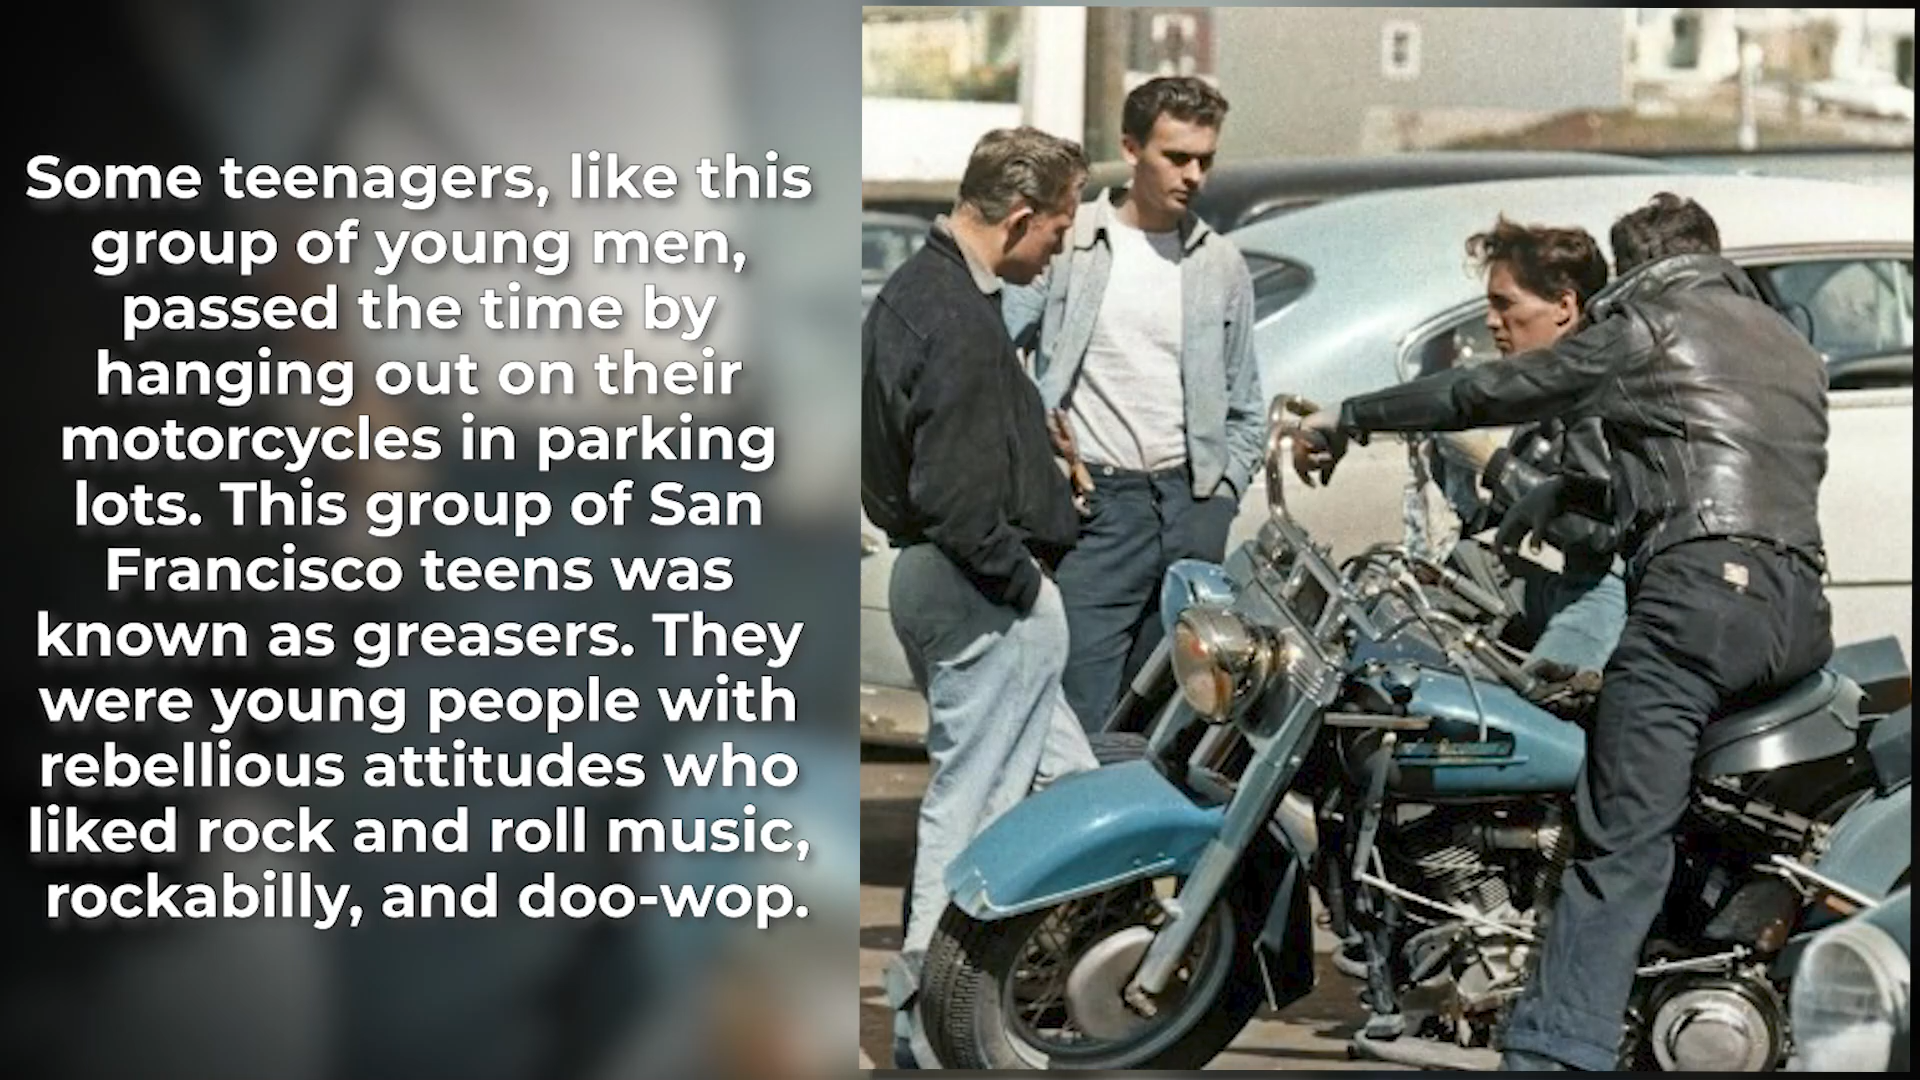 Some teenagers, like this
group of young men,
passed the time by
hanging out on their
motorcycles in parking
lots. This group of San
Francisco teens was
known as greasers. They
were young people with
rebellious attitudes who
liked rock and roll music,
rockabilly, and doo-wop.